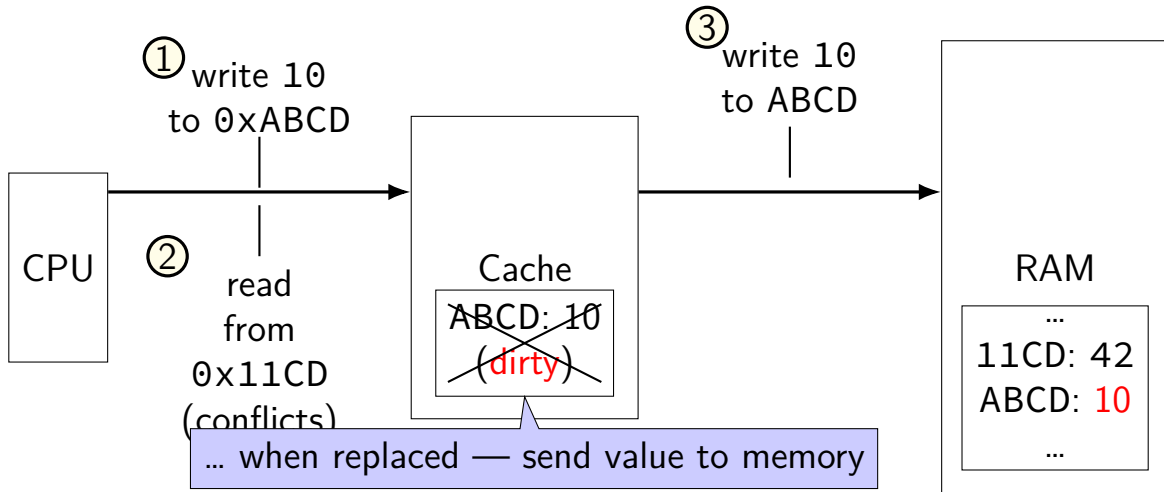 1
write 10
to 0xABCD
3
write 10
to ABCD
CPU
2
read
from
0x11CD
(conflicts)
Cache
ABCD: 10
(dirty)
RAM
...
11CD: 42
ABCD: 10
...
... when replaced — send value to memory